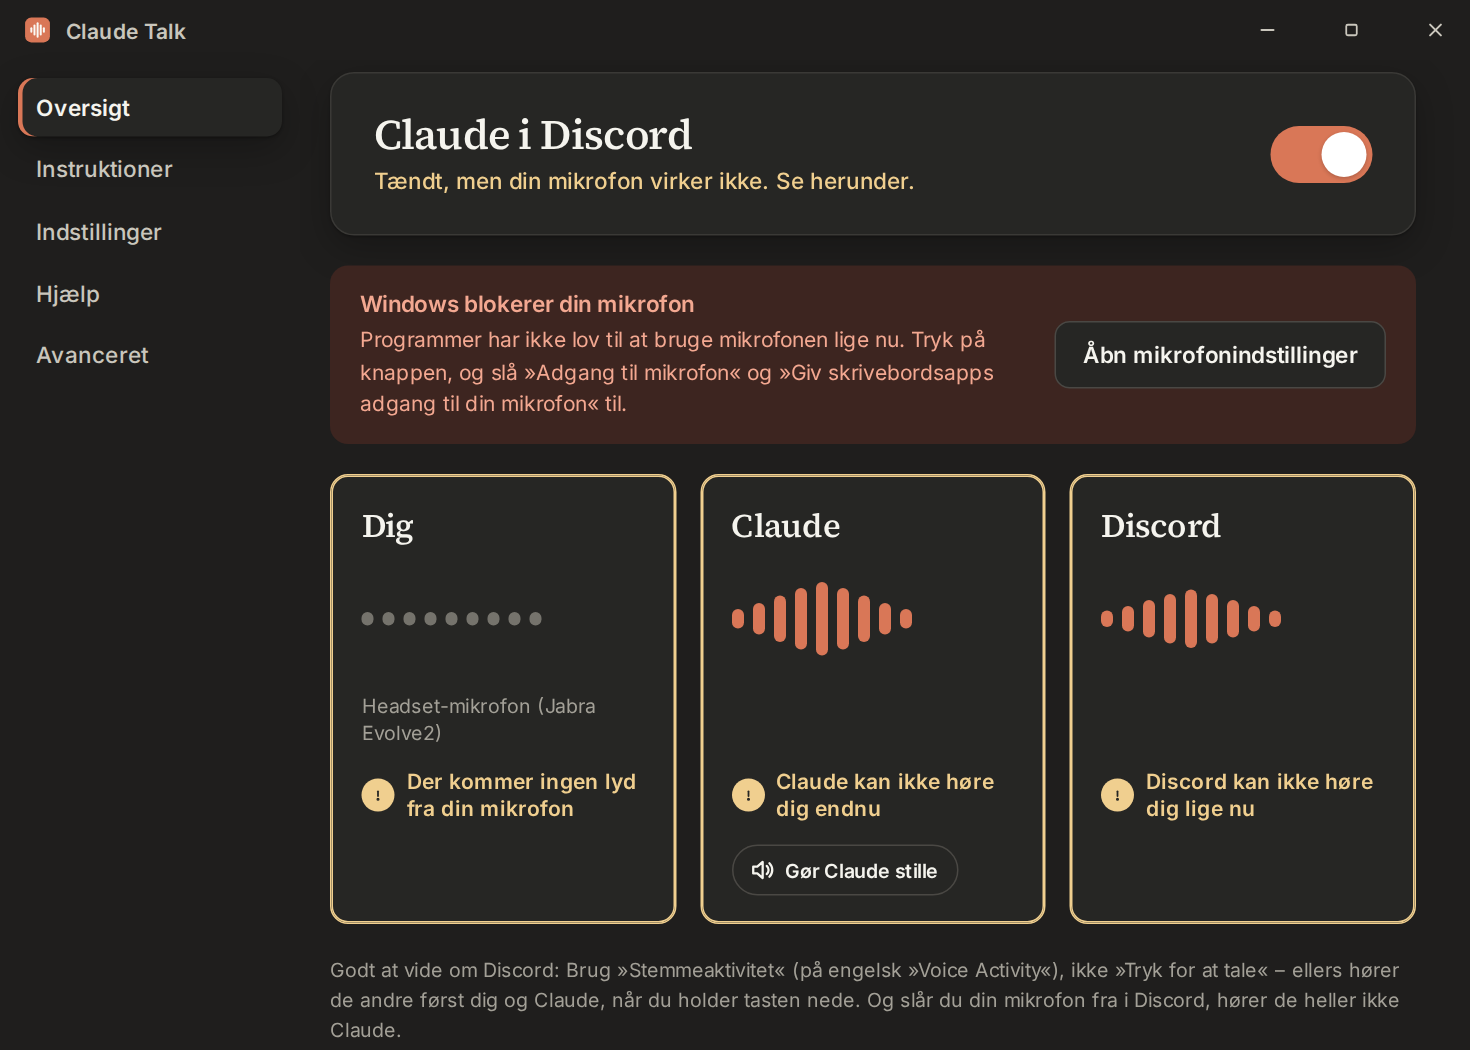 Claude Talk
Oversigt
Instruktioner
Indstillinger
Hjælp
Avanceret
Claude i Discord
Tændt, men din mikrofon virker ikke. Se herunder.
Windows blokerer din mikrofon
Programmer har ikke lov til at bruge mikrofonen lige nu. Tryk på
knappen, og slå »Adgang til mikrofon« og »Giv skrivebordsapps
adgang til din mikrofon« til.
Åbn mikrofonindstillinger
Dig
Headset-mikrofon (Jabra
Evolve2)
Der kommer ingen lyd
fra din mikrofon
Claude
Claude kan ikke høre
dig endnu
Gør Claude stille
Discord
Discord kan ikke høre
dig lige nu
Godt at vide om Discord: Brug »Stemmeaktivitet« (på engelsk »Voice Activity«), ikke »Tryk for at tale« – ellers hører
de andre først dig og Claude, når du holder tasten nede. Og slår du din mikrofon fra i Discord, hører de heller ikke
Claude.